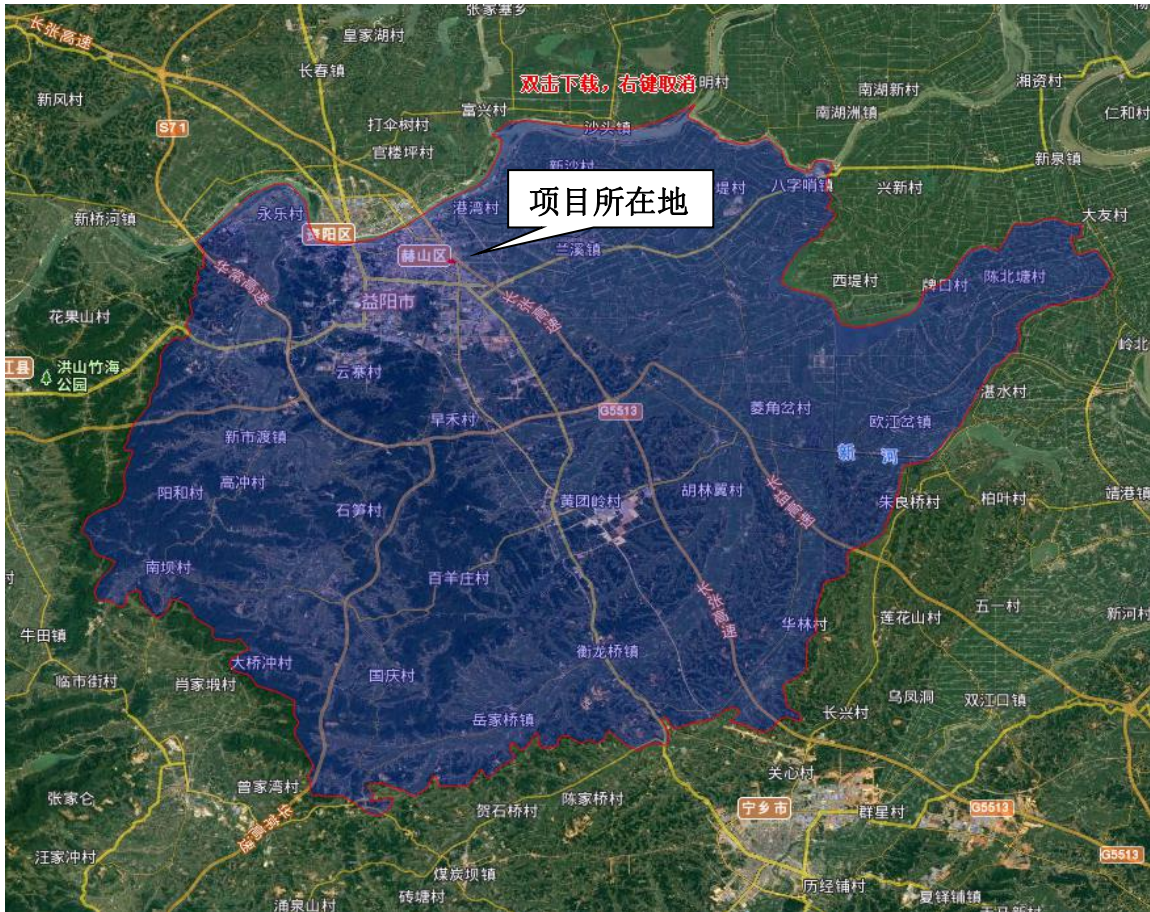 张家塞乡
长张高速
皇家湖村
长春镇
新风村
双击下载，右键取消
明村
南湖新村
湘资村
富兴村
南湖洲镇
仁和村
S71
打伞树村
沙头镇
官楼坪村
新沙村
新泉镇
八字哨镇
兴新村
堤村
项目所在地
永乐村
港湾村
新桥河镇
大友村
资阳区
赫山区
兰溪镇
华常高速
西堤村
牌口村
陈北塘村
益阳市
长张高速
花果山村
岭北
江县
洪山竹海
公园
云寨村
湛水村
早禾村
G5513
菱角岔村
欧江岔镇
新市渡镇
新河
高冲村
阳和村
胡林翼村
黄团岭村
长益高速
朱良桥村
柏叶村
靖港镇
石笋村
南坝村
百羊庄村
村
长张高速
五一村
新河村
华林村
莲花山村
牛田镇
衡龙桥镇
大桥冲村
国庆村
临市街村
肖家塅村
乌凤洞
双江口镇
岳家桥镇
长兴村
关心村
曾家湾村
张家仑
陈家桥村
贺石桥村
宁乡市
群星村
G5513
华常高速
汪家冲村
G5513
煤炭坝镇
砖塘村
历经铺村
夏铎铺镇
涌泉山村